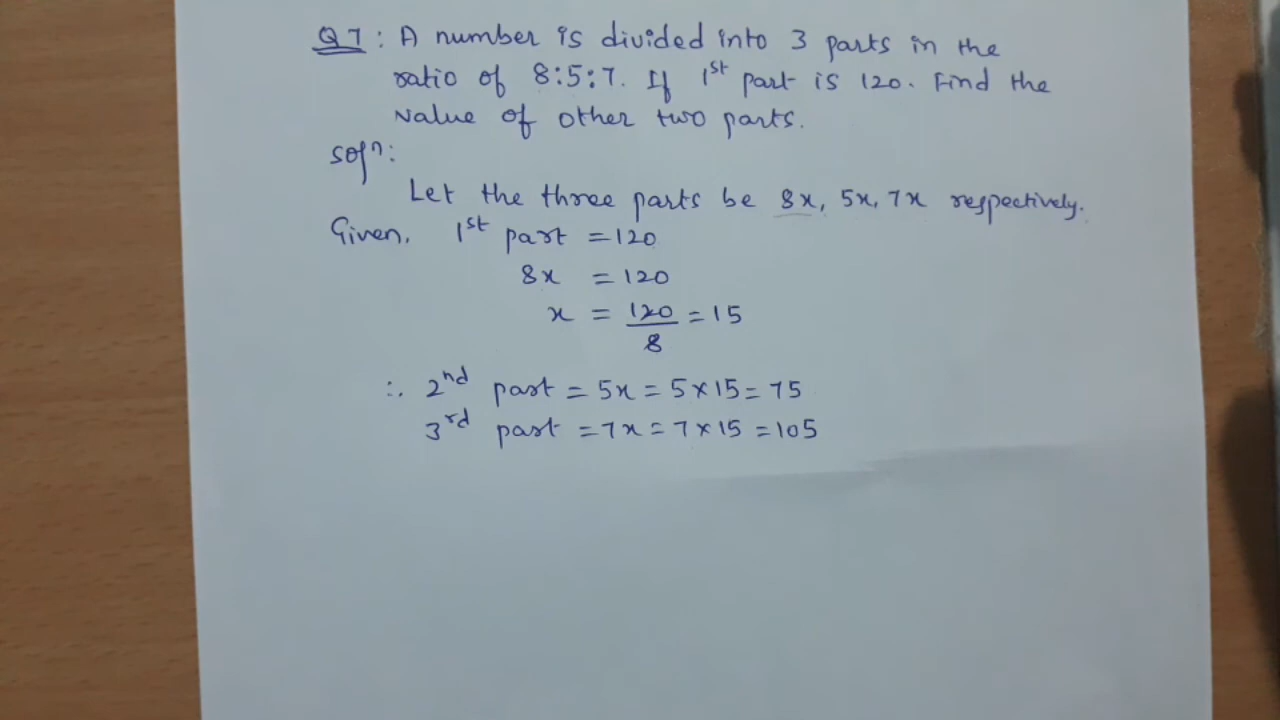 Q7: A number is divided into 3 parts in the
ratio of 8:5:7. If 1st part is 120. Find the
value of other two parts.
Sol^n:
Let the three parts be 8x, 5x, 7x respectively.
Given, 1st part = 120
8x = 120
x = 120/8 = 15
∴ 2nd part = 5x = 5×15 = 75
3rd part = 7x = 7×15 = 105